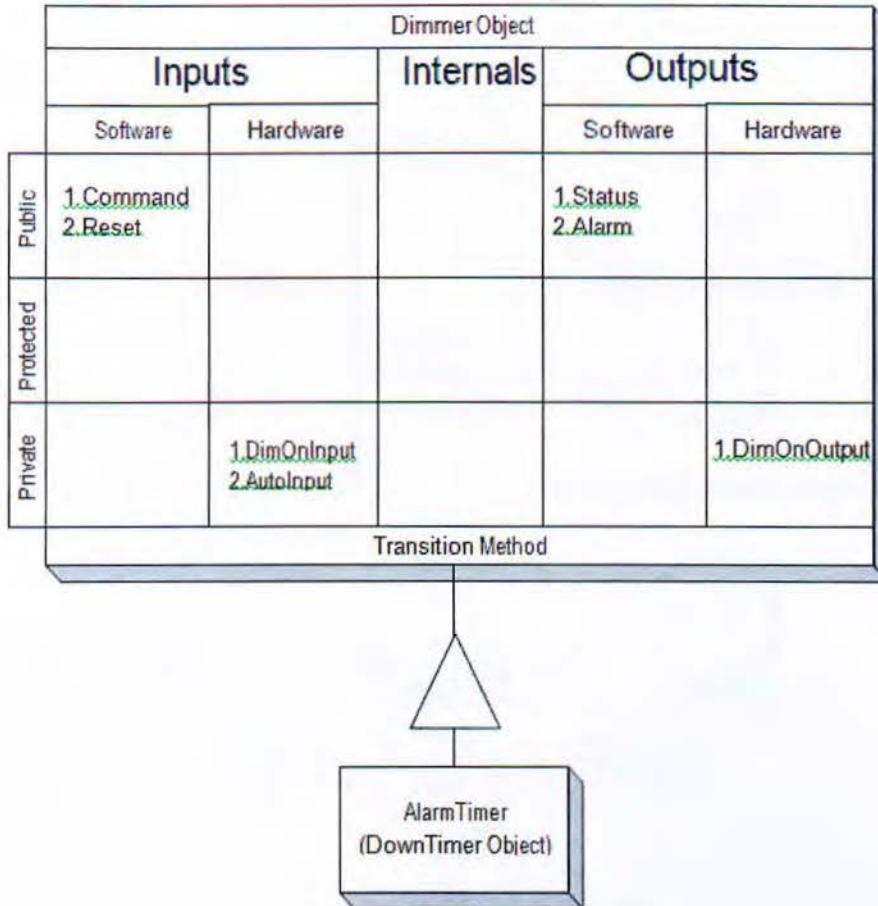 Dimmer Object
Inputs Internals Outputs
Software Hardware Software Hardware
Public
1.Command 1.Status
2.Reset 2.Alarm
Protected
Private
1.DimOnInput 1.DimOnOutput
2.AutoInput
Transition Method
AlarmTimer
(DownTimer Object)